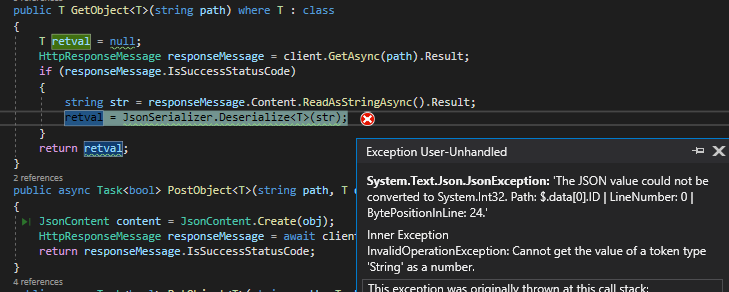 public T GetObject<T>(string path) where T : class
{
T retval = null;
HttpResponseMessage responseMessage = client.GetAsync(path).Result;
if (responseMessage.IsSuccessStatusCode)
{
string str = responseMessage.Content.ReadAsStringAsync().Result;
retval = JsonSerializer.Deserialize<T>(str);
}
return retval;
}
2 references
public async Task<bool> PostObject<T>(string path, T
{
JsonContent content = JsonContent.Create(obj);
HttpResponseMessage responseMessage = await client
return responseMessage.IsSuccessStatusCode;
}
4 references
Exception User-Unhandled
System.Text.Json.JsonException: 'The JSON value could not be
converted to System.Int32. Path: $.data[0].ID | LineNumber: 0 |
BytePositionInLine: 24.'
Inner Exception
InvalidOperationException: Cannot get the value of a token type
'String' as a number.
This exception was originally thrown at this call stack: